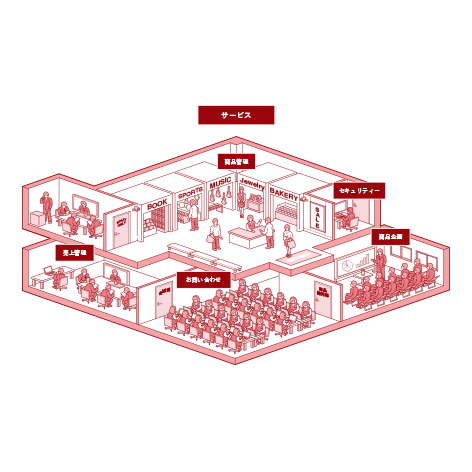 サービス
商品管理
セキュリティー
BOOK
SPORTS
MUSIC
Jewelry
BAKERY
SALE
商品企画
売上管理
お問い合わせ